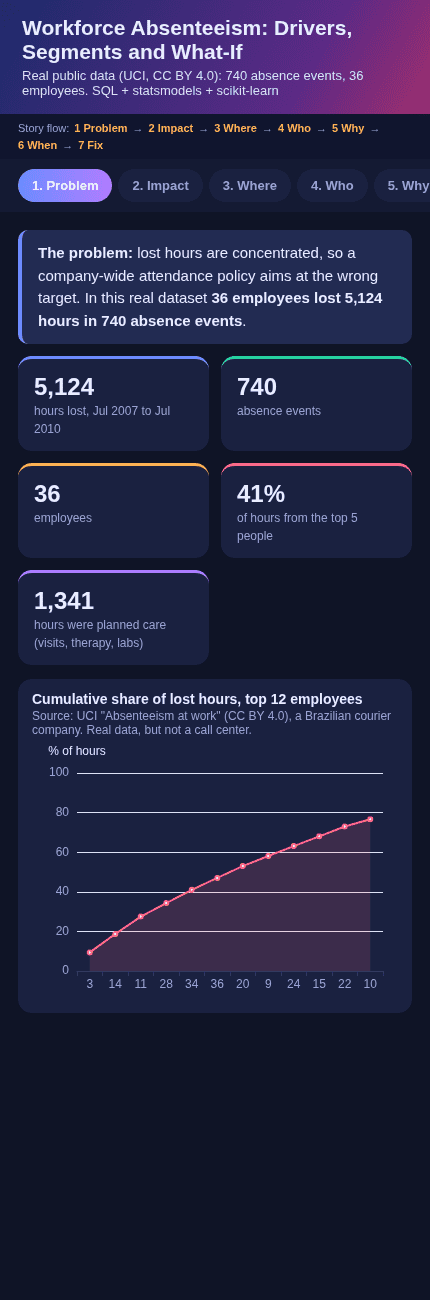 Workforce Absenteeism: Drivers,
Segments and What-If
Real public data (UCI, CC BY 4.0): 740 absence events, 36
employees. SQL + statsmodels + scikit-learn
Story flow: 1 Problem → 2 Impact → 3 Where → 4 Who → 5 Why →
6 When → 7 Fix
1. Problem 2. Impact 3. Where 4. Who 5. Why
The problem: lost hours are concentrated, so a
company-wide attendance policy aims at the wrong
target. In this real dataset 36 employees lost 5,124
hours in 740 absence events.
5,124
hours lost, Jul 2007 to Jul
2010
740
absence events
36
employees
41%
of hours from the top 5
people
1,341
hours were planned care
(visits, therapy, labs)
Cumulative share of lost hours, top 12 employees
Source: UCI "Absenteeism at work" (CC BY 4.0), a Brazilian courier
company. Real data, but not a call center.
% of hours
100
80
60
40
20
0
3 14 11 28 34 36 20 9 24 15 22 10